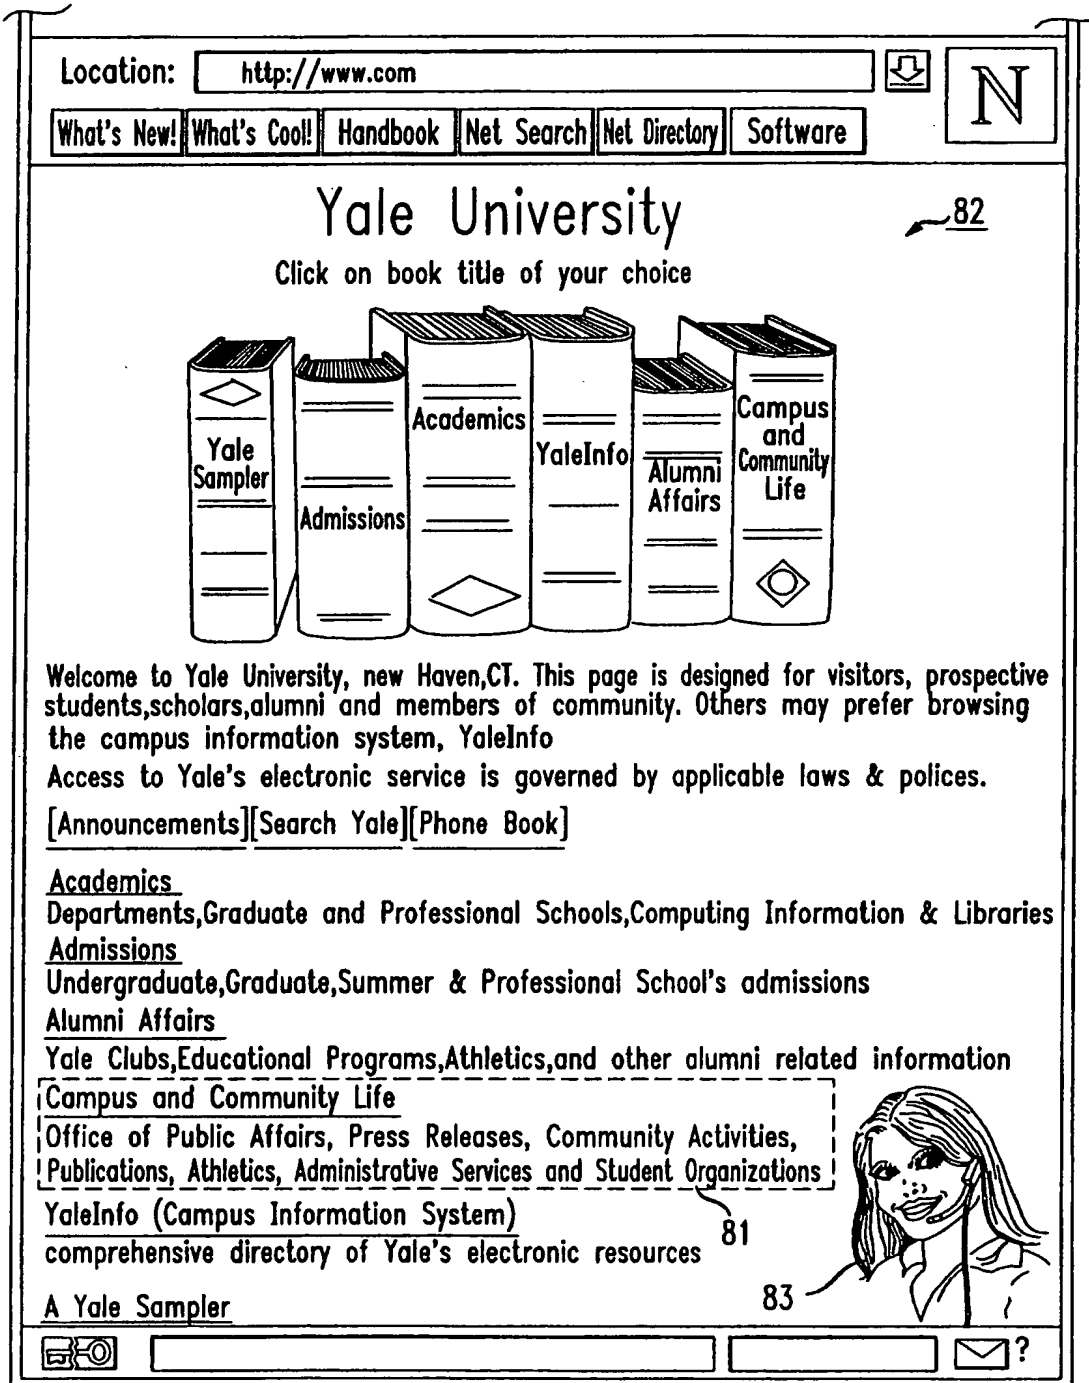 Location: http://www.com
N
What's New! What's Cool! Handbook Net Search Net Directory Software
Yale University
82
Click on book title of your choice
Yale
Sampler
Admissions
Academics
YaleInfo
Alumni
Affairs
Campus
and
Community
Life
Welcome to Yale University, new Haven,CT. This page is designed for visitors, prospective
students,scholars,alumni and members of community. Others may prefer browsing
the campus information system, YaleInfo
Access to Yale's electronic service is governed by applicable laws & polices.
[Announcements][Search Yale][Phone Book]
Academics
Departments,Graduate and Professional Schools,Computing Information & Libraries
Admissions
Undergraduate,Graduate,Summer & Professional School's admissions
Alumni Affairs
Yale Clubs,Educational Programs,Athletics,and other alumni related information
Campus and Community Life
Office of Public Affairs, Press Releases, Community Activities,
Publications, Athletics, Administrative Services and Student Organizations
81
YaleInfo (Campus Information System)
comprehensive directory of Yale's electronic resources
83
A Yale Sampler
?